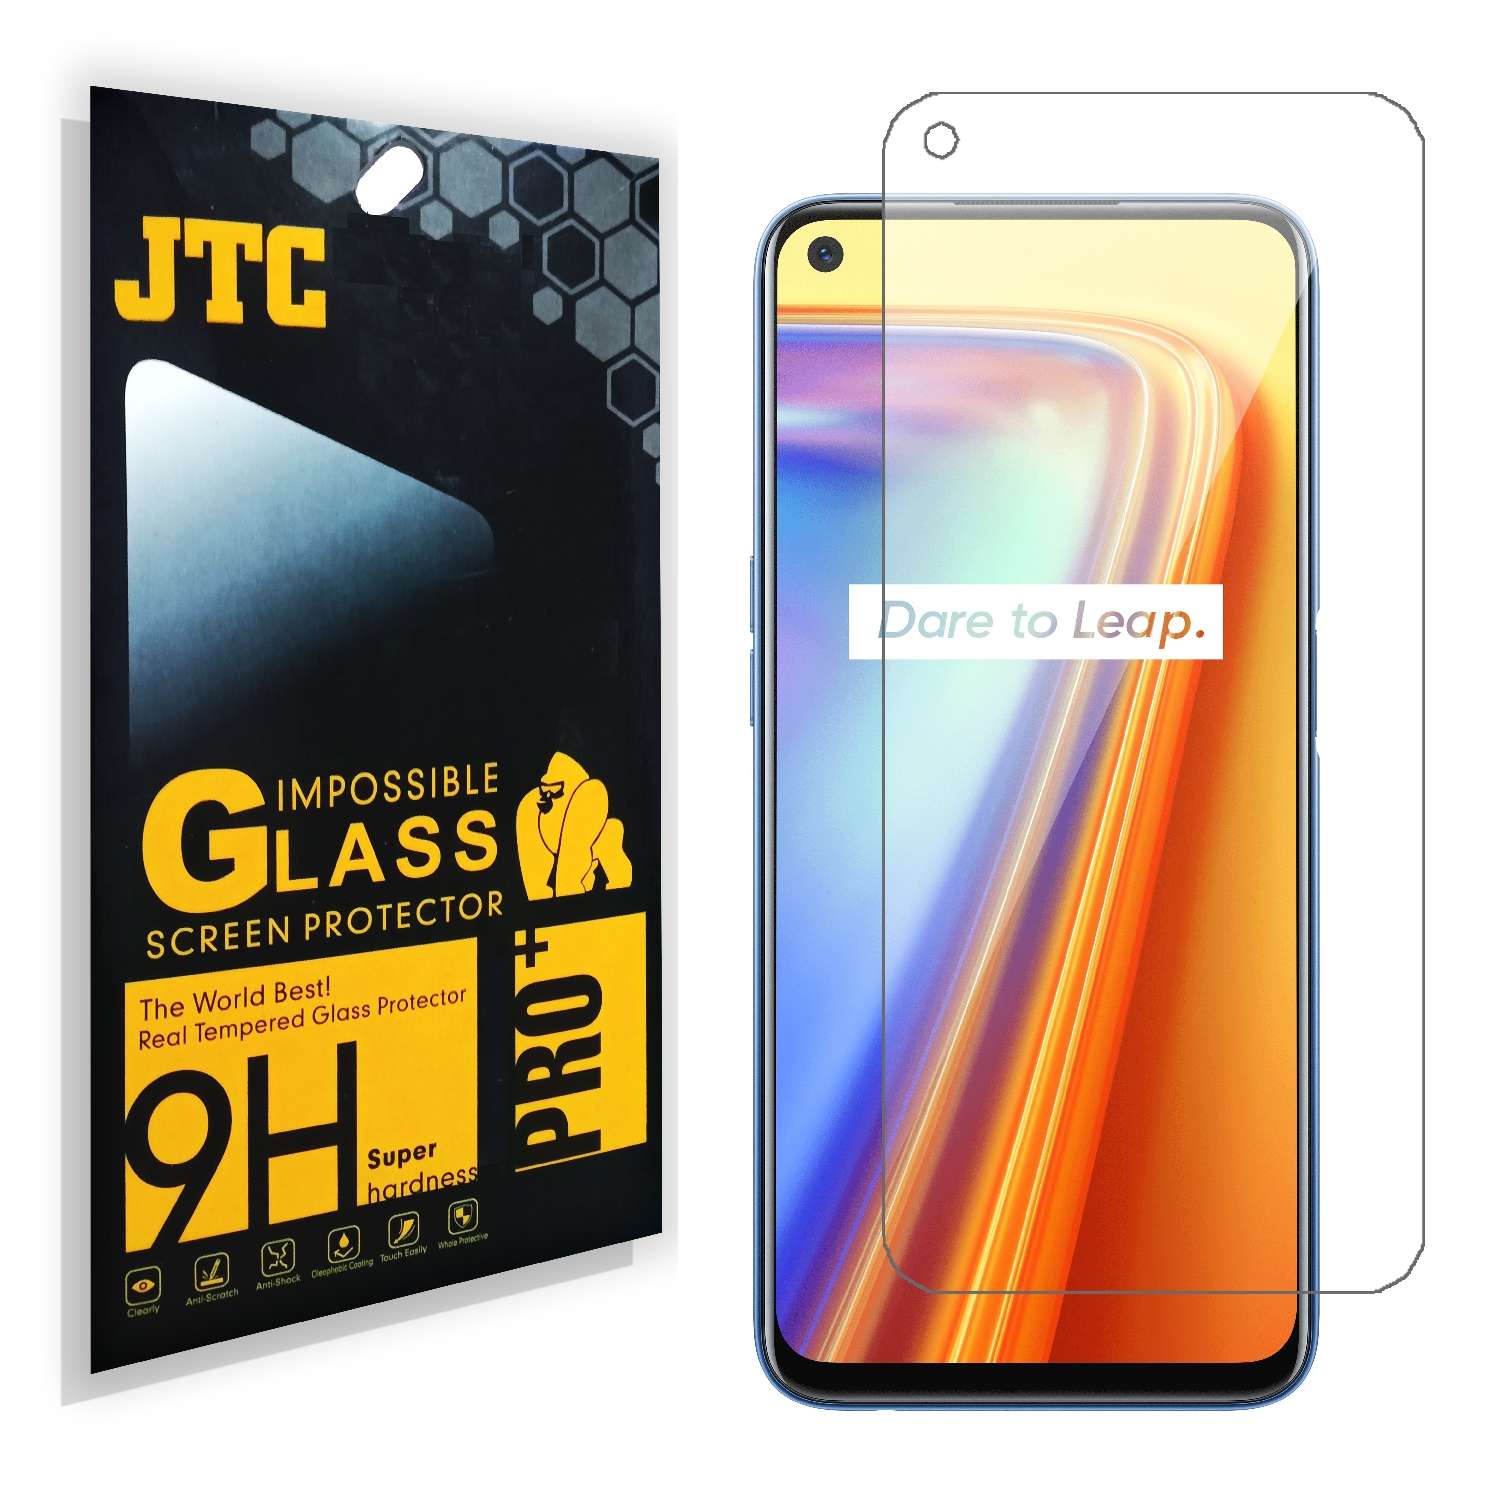 JTC
IMPOSSIBLE
GLASS
SCREEN PROTECTOR
PRO+
The World Best!
Real Tempered Glass Protector
9H
Super
hardness
Clearly
Anti-Scratch
Anti-Shock
Oleophobic Coating
Touch Easily
Whole Protective
Dare to Leap.